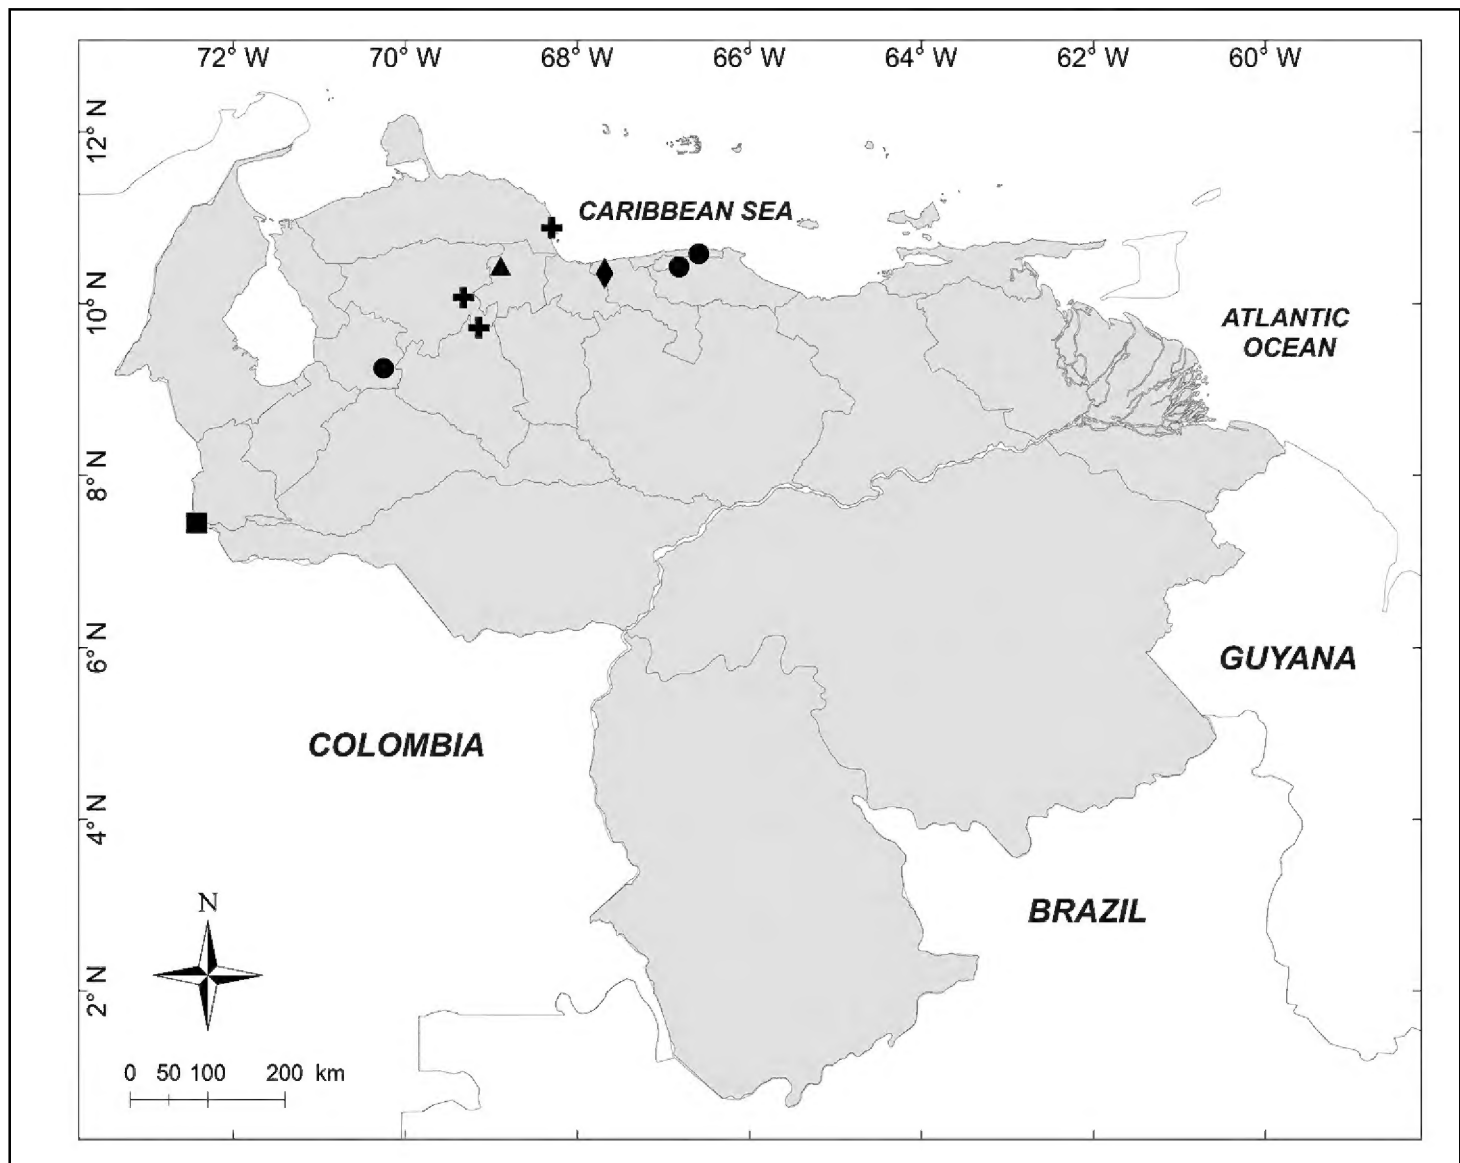 72° W 70° W 68° W 66° W 64° W 62° W 60° W
12° N
10° N
8° N
6° N
4° N
2° N
CARIBBEAN SEA
ATLANTIC
OCEAN
GUYANA
COLOMBIA
BRAZIL
N
0 50 100 200 km